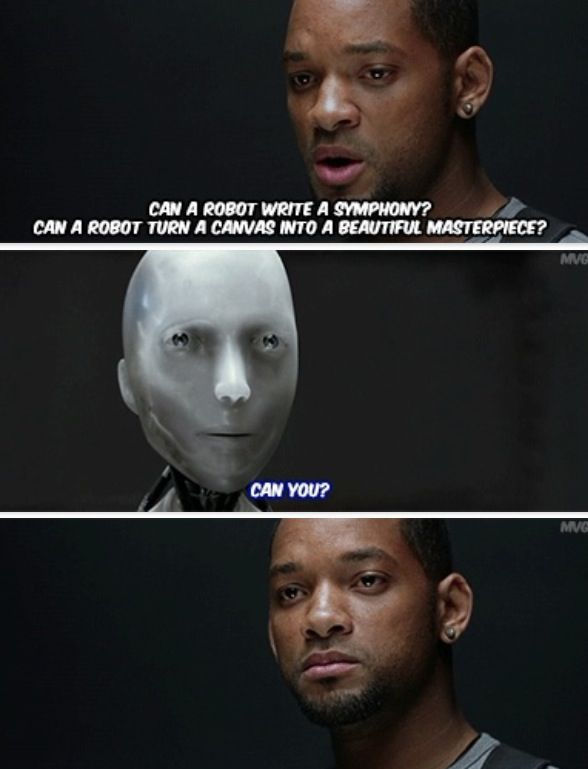 CAN A ROBOT WRITE A SYMPHONY?
CAN A ROBOT TURN A CANVAS INTO A BEAUTIFUL MASTERPIECE?
MVG
CAN YOU?
MVG